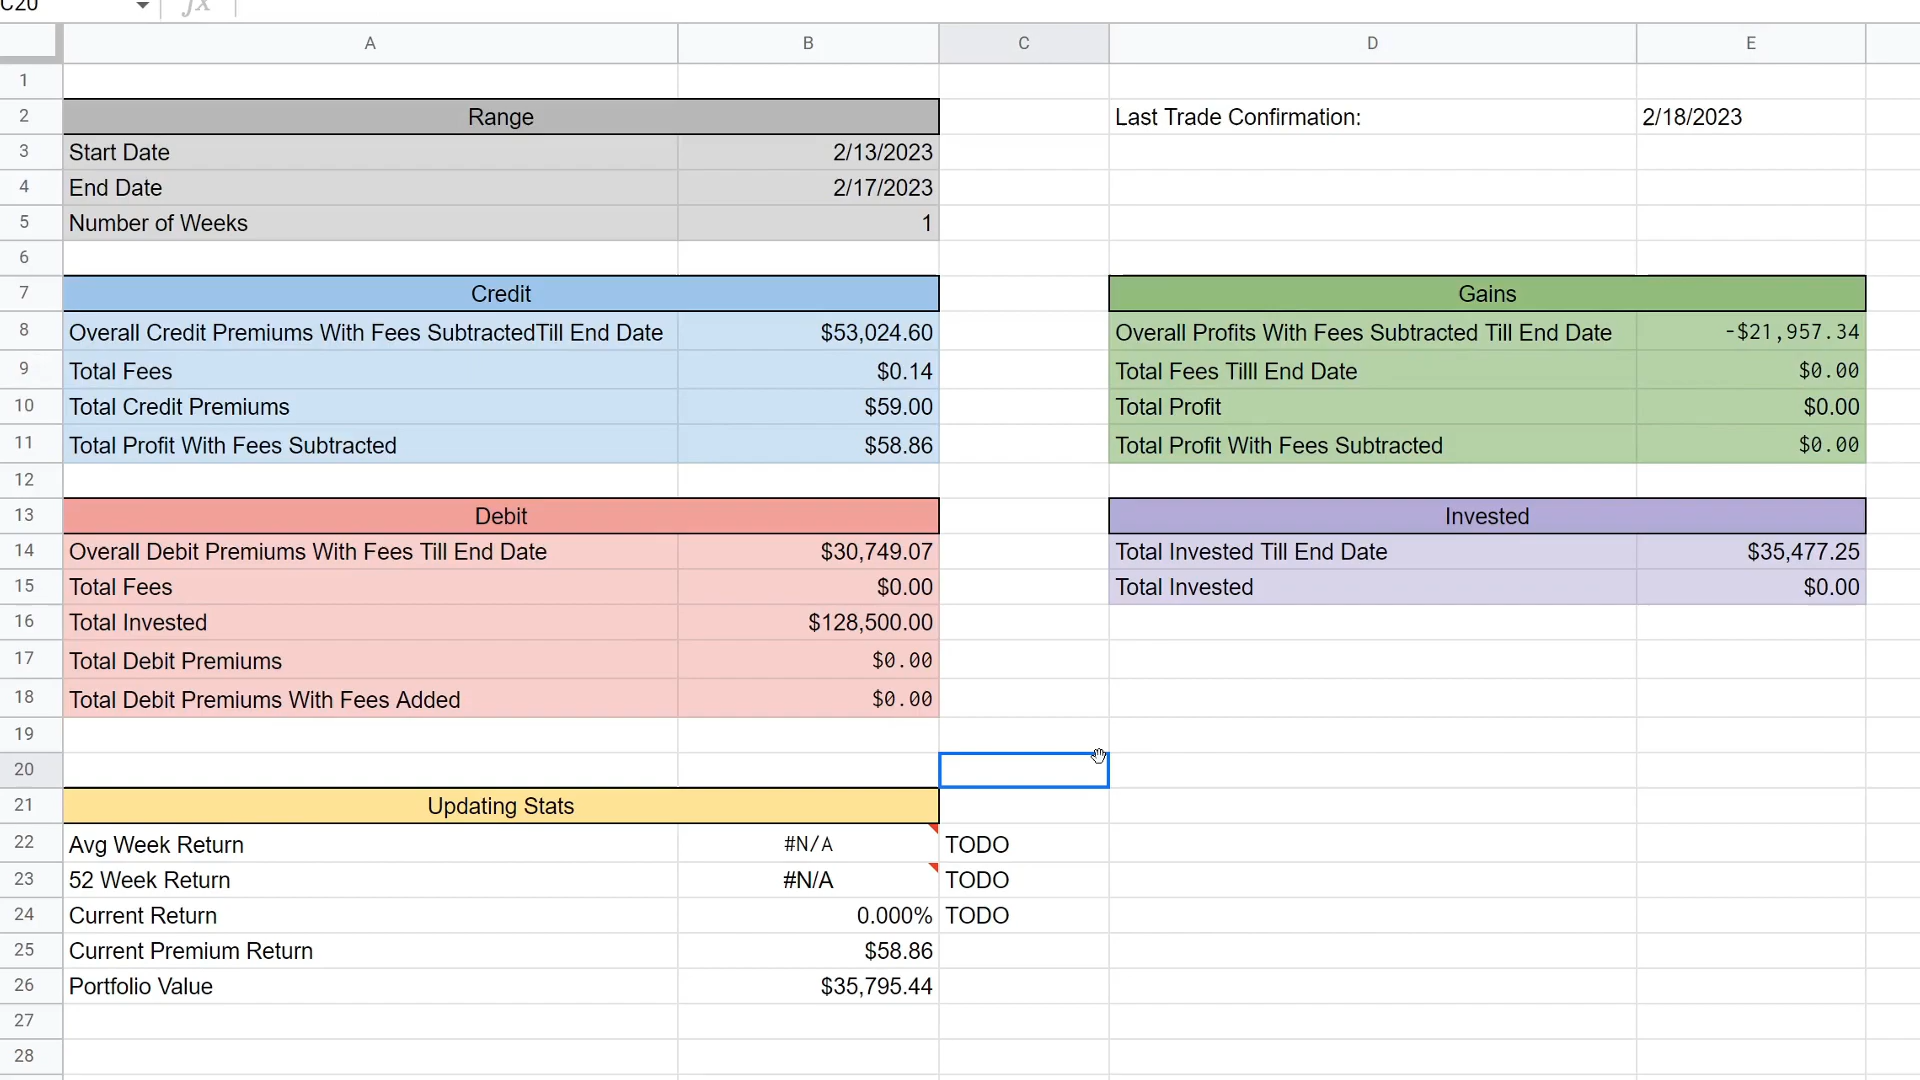 C20 fx
A B C D E
1
2 Range Last Trade Confirmation: 2/18/2023
3 Start Date 2/13/2023
4 End Date 2/17/2023
5 Number of Weeks 1
6
7 Credit Gains
8 Overall Credit Premiums With Fees SubtractedTill End Date $53,024.60 Overall Profits With Fees Subtracted Till End Date -$21,957.34
9 Total Fees $0.14 Total Fees Tilll End Date $0.00
10 Total Credit Premiums $59.00 Total Profit $0.00
11 Total Profit With Fees Subtracted $58.86 Total Profit With Fees Subtracted $0.00
12
13 Debit Invested
14 Overall Debit Premiums With Fees Till End Date $30,749.07 Total Invested Till End Date $35,477.25
15 Total Fees $0.00 Total Invested $0.00
16 Total Invested $128,500.00
17 Total Debit Premiums $0.00
18 Total Debit Premiums With Fees Added $0.00
19
20
21 Updating Stats
22 Avg Week Return #N/A TODO
23 52 Week Return #N/A TODO
24 Current Return 0.000% TODO
25 Current Premium Return $58.86
26 Portfolio Value $35,795.44
27
28